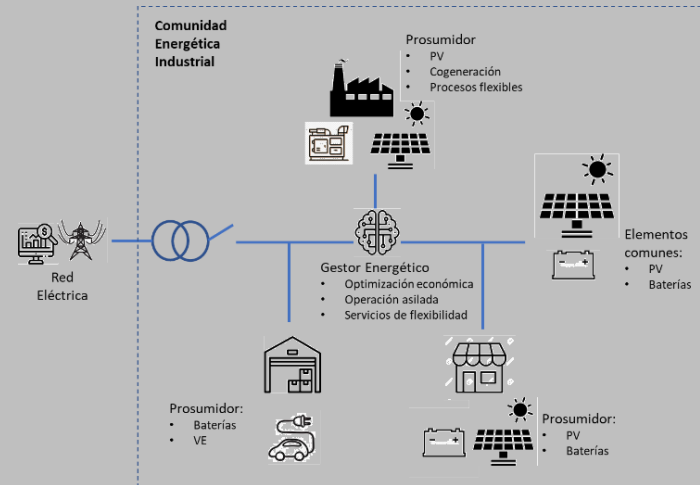 Comunidad
Energética
Industrial
Prosumidor
• PV
• Cogeneración
• Procesos flexibles
Red
Eléctrica
Gestor Energético
• Optimización económica
• Operación asilada
• Servicios de flexibilidad
Elementos
comunes:
• PV
• Baterías
Prosumidor:
• Baterías
• VE
Prosumidor:
• PV
• Baterías